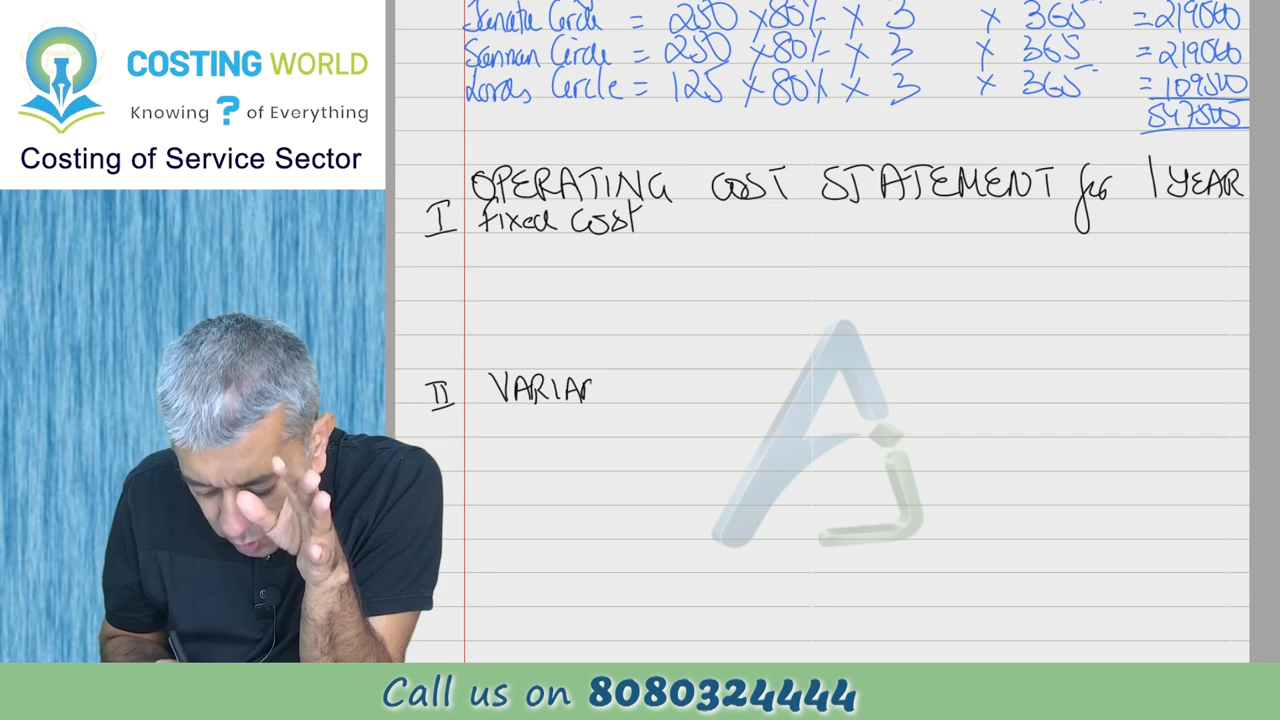 COSTING WORLD
Knowing ? of Everything
Costing of Service Sector
Janata Circle = 250 × 80% × 3 × 365 = 219000
Sanman Circle = 250 × 80% × 3 × 365 = 219000
Lords Circle = 125 × 80% × 3 × 365 = 109500
547500
OPERATING COST STATEMENT for 1 YEAR
I Fixed Cost
II VARIA
Call us on 8080324444